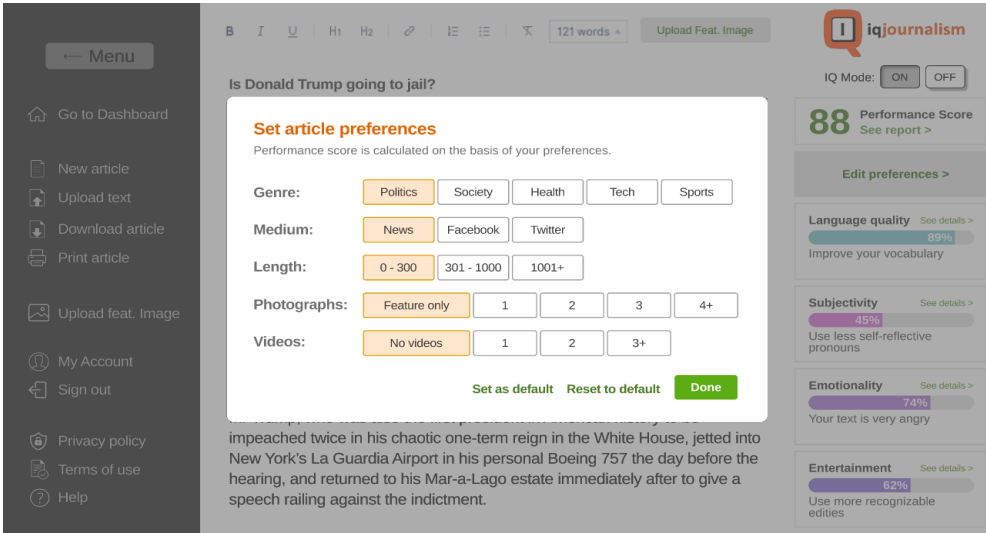 ← Menu
Go to Dashboard
New article
Upload text
Download article
Print article
Upload feat. Image
My Account
Sign out
Privacy policy
Terms of use
Help
B I U H1 H2 121 words Upload Feat. Image
Is Donald Trump going to jail?
Set article preferences
Performance score is calculated on the basis of your preferences.
Genre: Politics Society Health Tech Sports
Medium: News Facebook Twitter
Length: 0 - 300 301 - 1000 1001+
Photographs: Feature only 1 2 3 4+
Videos: No videos 1 2 3+
Set as default Reset to default Done
impeached twice in his chaotic one-term reign in the White House, jetted into
New York’s La Guardia Airport in his personal Boeing 757 the day before the
hearing, and returned to his Mar-a-Lago estate immediately after to give a
speech railing against the indictment.
I iqjournalism
IQ Mode: ON OFF
88 Performance Score
See report >
Edit preferences >
Language quality See details >
89%
Improve your vocabulary
Subjectivity See details >
45%
Use less self-reflective
pronouns
Emotionality See details >
74%
Your text is very angry
Entertainment See details >
62%
Use more recognizable
edities